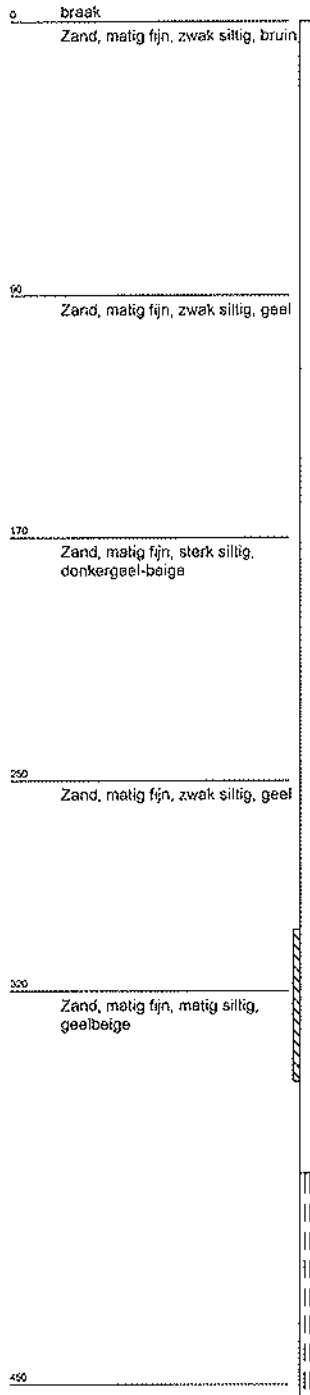 0 braak
Zand, matig fijn, zwak siltig, bruin
90
Zand, matig fijn, zwak siltig, geel
170
Zand, matig fijn, sterk siltig,
donkergeel-beige
250
Zand, matig fijn, zwak siltig, geel
320
Zand, matig fijn, matig siltig,
geelbeige
450